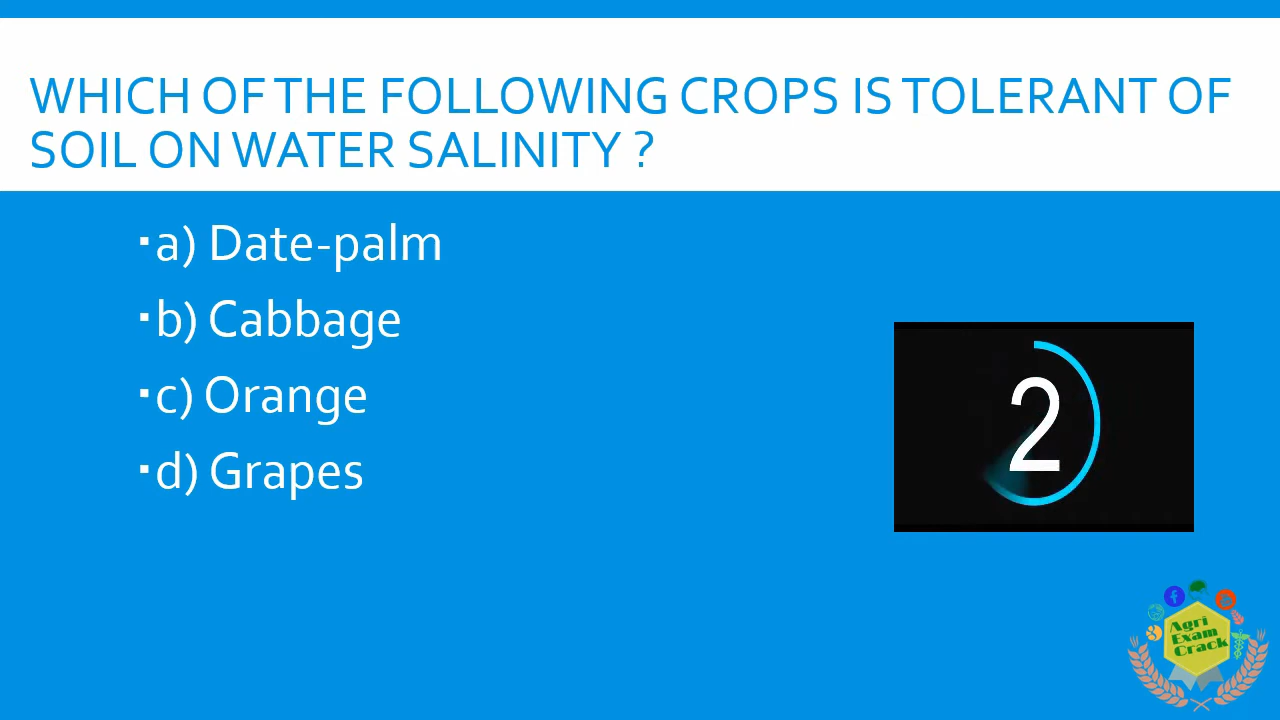 WHICH OF THE FOLLOWING CROPS IS TOLERANT OF
SOIL ON WATER SALINITY ?
▪a) Date-palm
▪b) Cabbage
▪c) Orange
▪d) Grapes
2
Agri
Exam
Crack